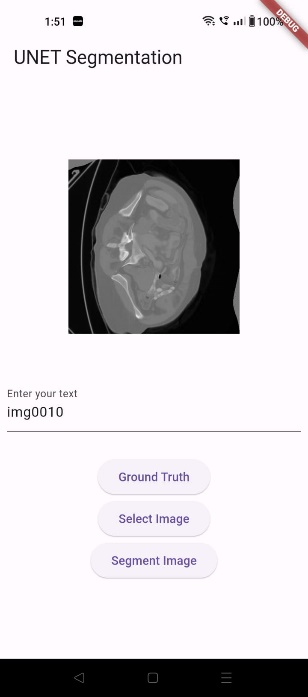 1:51
100%
DEBUG
UNET Segmentation
Enter your text
img0010
Ground Truth
Select Image
Segment Image